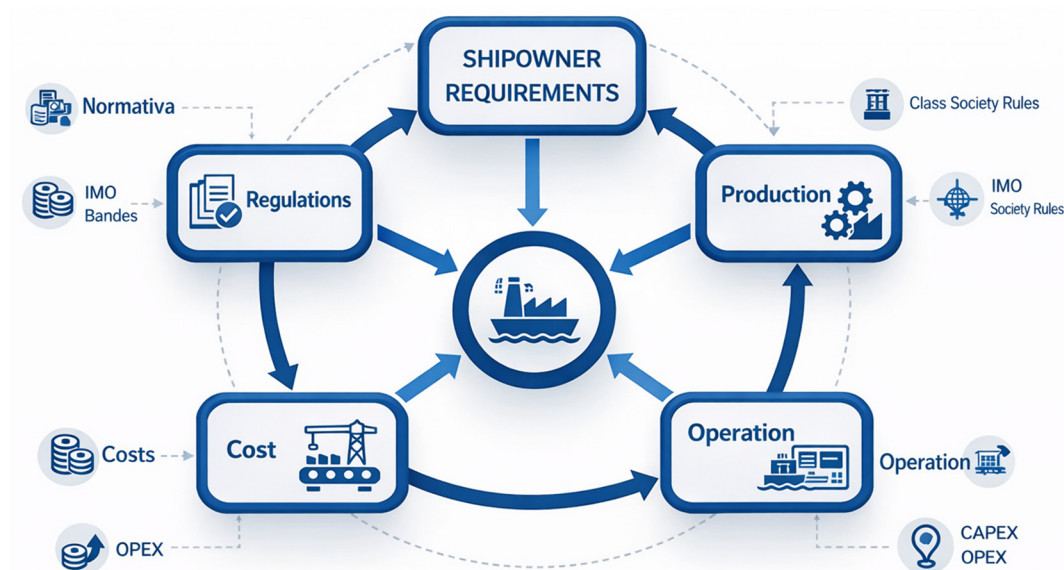 SHIPOWNER
REQUIREMENTS
Normativa
Class Society Rules
IMO
Bandes
Regulations
Production
IMO
Society Rules
Cost
Operation
Costs
Operation
OPEX
CAPEX
OPEX